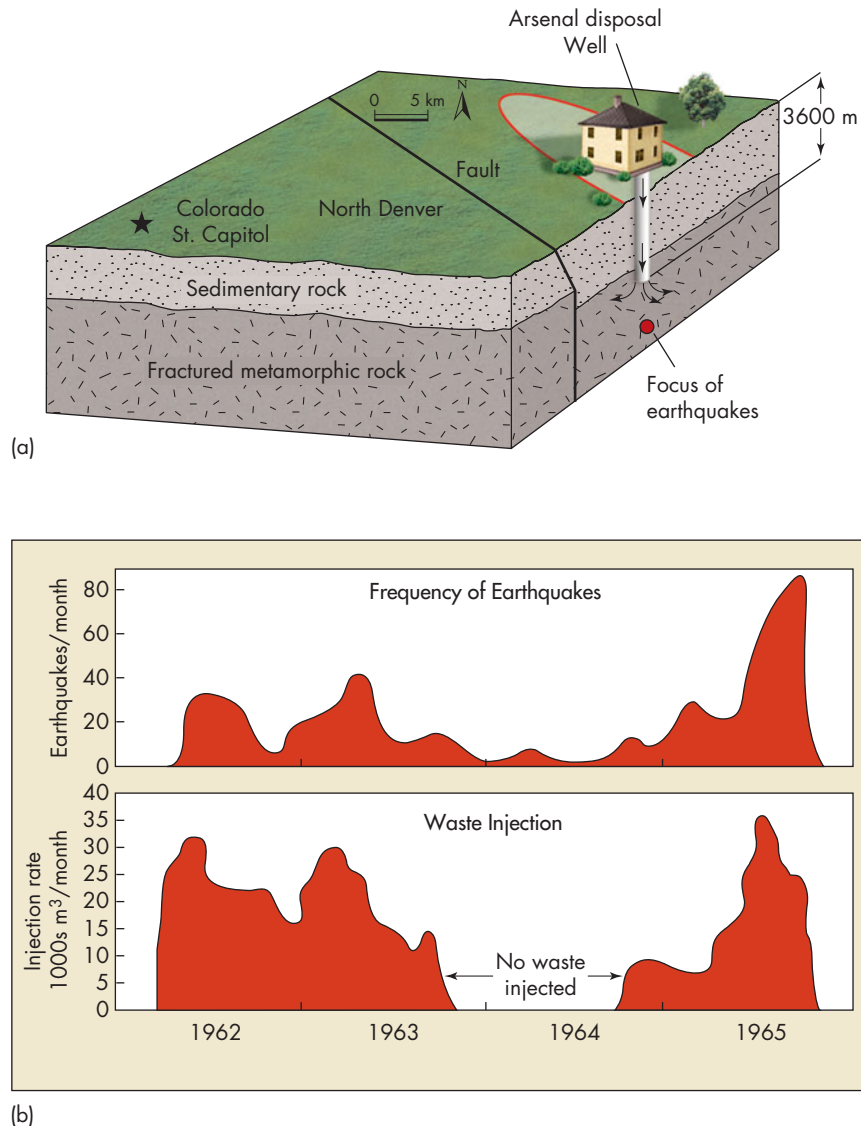 Arsenal disposal
Well
N
0 5 km
3600 m
Fault
Colorado
St. Capitol
North Denver
Sedimentary rock
Fractured metamorphic rock
Focus of
earthquakes
(a)
Frequency of Earthquakes
Earthquakes/month
80
60
40
20
0
Waste Injection
Injection rate
1000s m³/month
40
35
30
25
20
15
10
5
0
No waste
injected
1962 1963 1964 1965
(b)